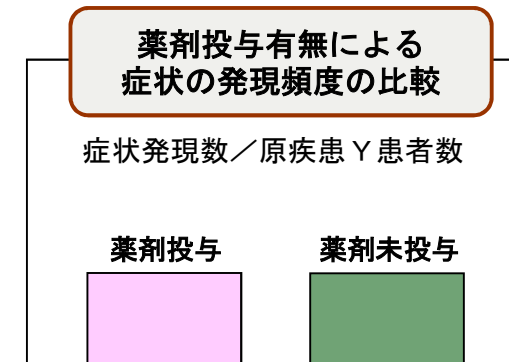 薬剤投与有無による
症状の発現頻度の比較
症状発現数／原疾患Ｙ患者数
薬剤投与
薬剤未投与